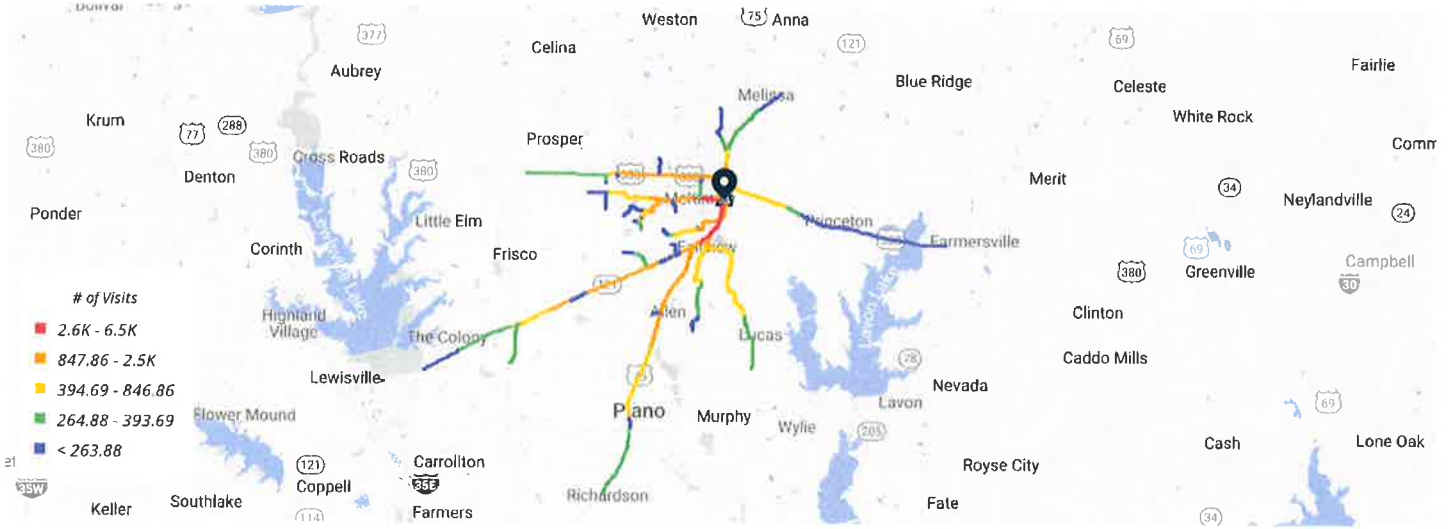 Weston
75
Anna
377
121
69
Celina
Fairlie
Aubrey
Blue Ridge
Celeste
Melissa
White Rock
Krum
77
288
380
380
Prosper
Comm
Cross Roads
380
Denton
Merit
34
Neylandville
24
Ponder
Little Elm
Princeton
Farmersville
Corinth
Frisco
69
Campbell
380
Greenville
30
# of Visits
2.6K - 6.5K
847.86 - 2.5K
394.69 - 846.86
264.88 - 393.69
< 263.88
Highland
Village
Allen
Clinton
The Colony
Lucas
Lavon Lake
78
Caddo Mills
Lewisville
Nevada
Lavon
Flower Mound
Plano
Murphy
Wylie
205
69
Cash
Lone Oak
121
Carrollton
Royse City
35W
Coppell
35E
Keller
Southlake
114
Farmers
Richardson
Fate
34